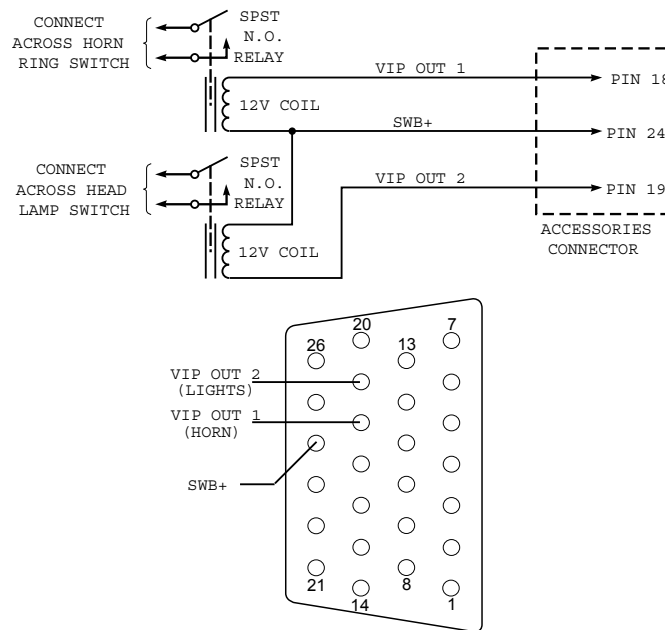 CONNECT
ACROSS HORN
RING SWITCH
SPST
N.O.
RELAY
12V COIL
VIP OUT 1
PIN 18
SWB+
PIN 24
CONNECT
ACROSS HEAD
LAMP SWITCH
SPST
N.O.
RELAY
12V COIL
VIP OUT 2
PIN 19
ACCESSORIES
CONNECTOR
20
7
26
13
VIP OUT 2
(LIGHTS)
VIP OUT 1
(HORN)
SWB+
21
8
14
1